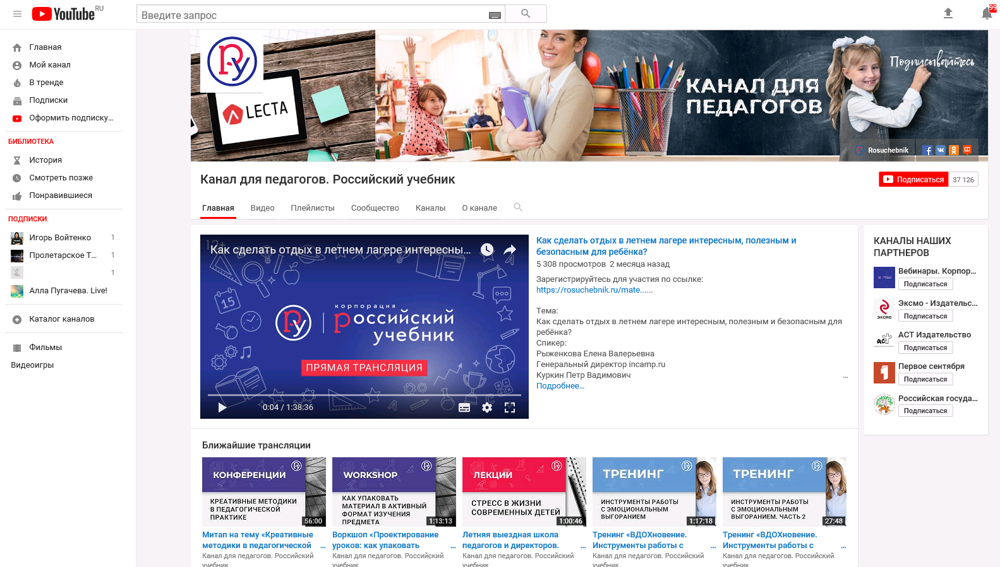 YouTube RU
Введите запрос
99
Главная
Мой канал
В тренде
Подписки
Оформить подписку...
БИБЛИОТЕКА
История
Смотреть позже
Понравившиеся
ПОДПИСКИ
Игорь Войтенко 1
Пролетарское Т... 1
1
Алла Пугачева. Live!
Каталог каналов
Фильмы
Видеоигры
Ру
LECTA
КАНАЛ ДЛЯ
ПЕДАГОГОВ
Подписывайтесь
Rosuchebnik
Канал для педагогов. Российский учебник
Подписаться 37 126
Главная Видео Плейлисты Сообщество Каналы О канале
12+
Как сделать отдых в летнем лагере интересны...
15
Ру
корпорация
российский
учебник
ПРЯМАЯ ТРАНСЛЯЦИЯ
0:04 / 1:38:36
Как сделать отдых в летнем лагере интересным, полезным и
безопасным для ребёнка?
5 308 просмотров 2 месяца назад
Зарегистрируйтесь для участия по ссылке:
https://rosuchebnik.ru/mate......
Тема:
Как сделать отдых в летнем лагере интересным, полезным и безопасным для
ребёнка?
Спикер:
Рыженкова Елена Валерьевна
Генеральный директор incamp.ru
Куркин Петр Вадимович ...
Подробнее...
КАНАЛЫ НАШИХ
ПАРТНЕРОВ
Вебинары. Корпор...
Подписаться
ЭКСМО
Эксмо - Издательс...
Подписаться
аст
АСТ Издательство
Подписаться
1
Первое сентября
Подписаться
Российская госуда...
Подписаться
Ближайшие трансляции
КОНФЕРЕНЦИИ
КРЕАТИВНЫЕ МЕТОДИКИ
В ПЕДАГОГИЧЕСКОЙ
ПРАКТИКЕ
56:00
Митап на тему «Креативные
методики в педагогической ...
Канал для педагогов. Российский
учебник
WORKSHOP
КАК УПАКОВАТЬ
МАТЕРИАЛ В АКТИВНЫЙ
ФОРМАТ ИЗУЧЕНИЯ
ПРЕДМЕТА
1:13:13
Воркшоп «Проектирование
уроков: как упаковать ...
Канал для педагогов. Российский
учебник
ЛЕКЦИИ
СТРЕСС В ЖИЗНИ
СОВРЕМЕННЫХ ДЕТЕЙ
1:00:46
Летняя выездная школа
педагогов и директоров. ...
Канал для педагогов. Российский
учебник
ТРЕНИНГ
ИНСТРУМЕНТЫ РАБОТЫ
С ЭМОЦИОНАЛЬНЫМ
ВЫГОРАНИЕМ
1:17:18
Тренинг «ВДОХновение.
Инструменты работы с ...
Канал для педагогов. Российский
учебник
ТРЕНИНГ
ИНСТРУМЕНТЫ РАБОТЫ
С ЭМОЦИОНАЛЬНЫМ
ВЫГОРАНИЕМ. ЧАСТЬ 2
27:48
Тренинг «ВДОХновение.
Инструменты работы с ...
Канал для педагогов. Российский
учебник